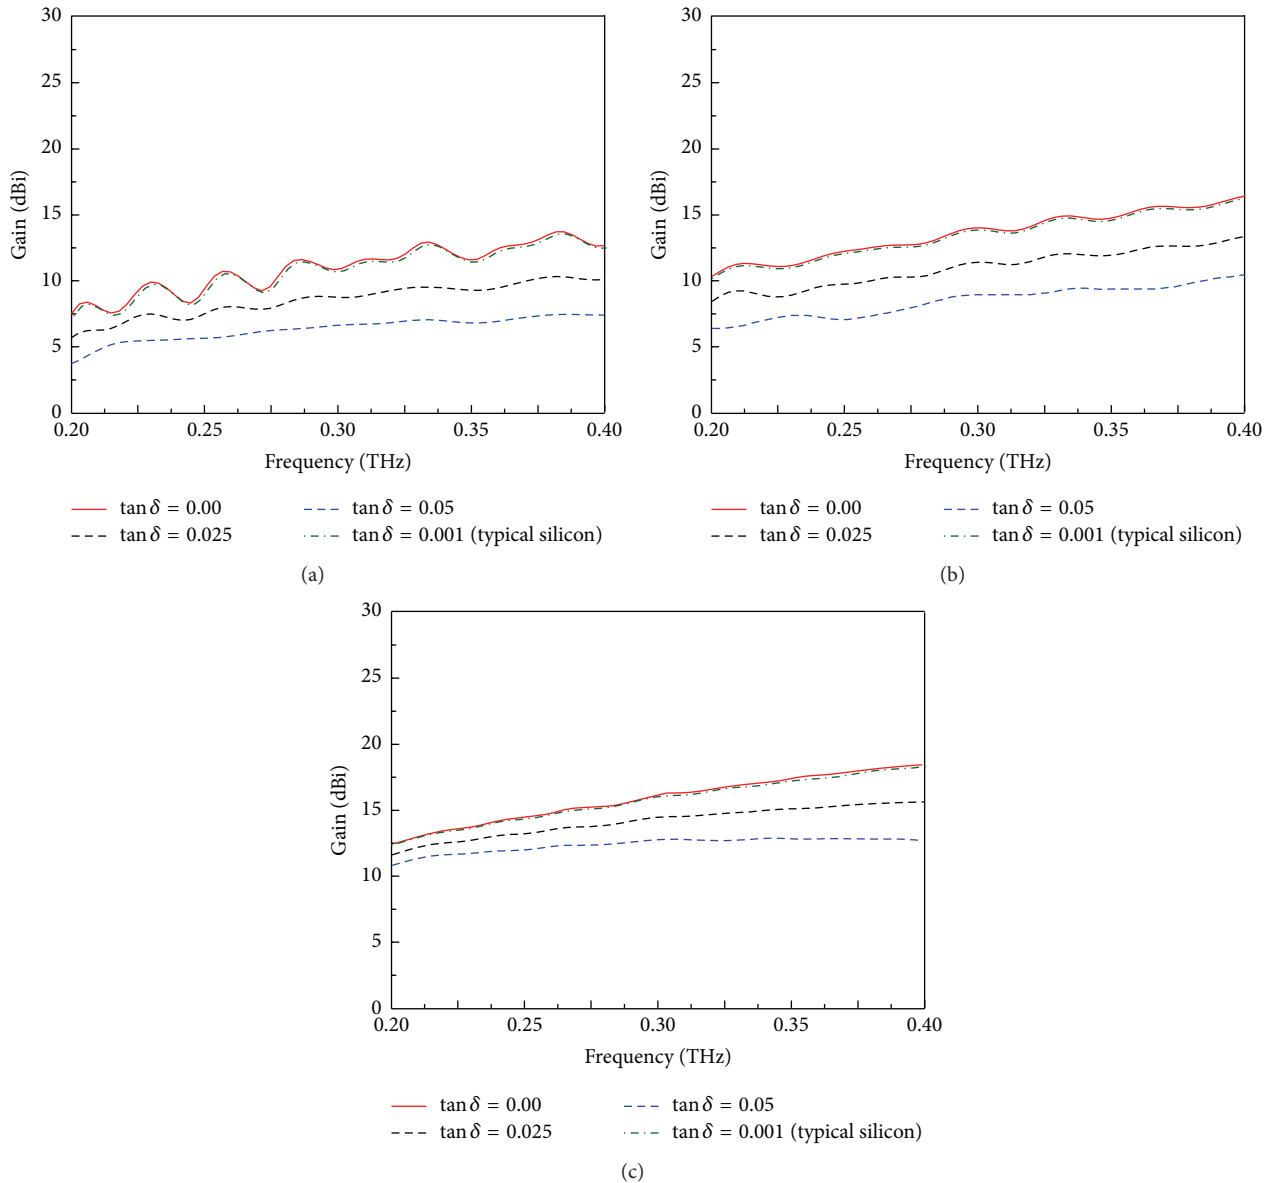 30
25
20
15
10
5
0
Gain (dBi)
0.20 0.25 0.30 0.35 0.40
Frequency (THz)
tan δ = 0.00 tan δ = 0.05
tan δ = 0.025 tan δ = 0.001 (typical silicon)
(a)
30
25
20
15
10
5
0
Gain (dBi)
0.20 0.25 0.30 0.35 0.40
Frequency (THz)
tan δ = 0.00 tan δ = 0.05
tan δ = 0.025 tan δ = 0.001 (typical silicon)
(b)
30
25
20
15
10
5
0
Gain (dBi)
0.20 0.25 0.30 0.35 0.40
Frequency (THz)
tan δ = 0.00 tan δ = 0.05
tan δ = 0.025 tan δ = 0.001 (typical silicon)
(c)